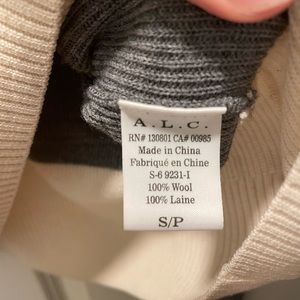 A.L.C.
RN# 130801 CA# 00985
Made in China
Fabriqué en Chine
S-6 9231-I
100% Wool
100% Laine
S/P